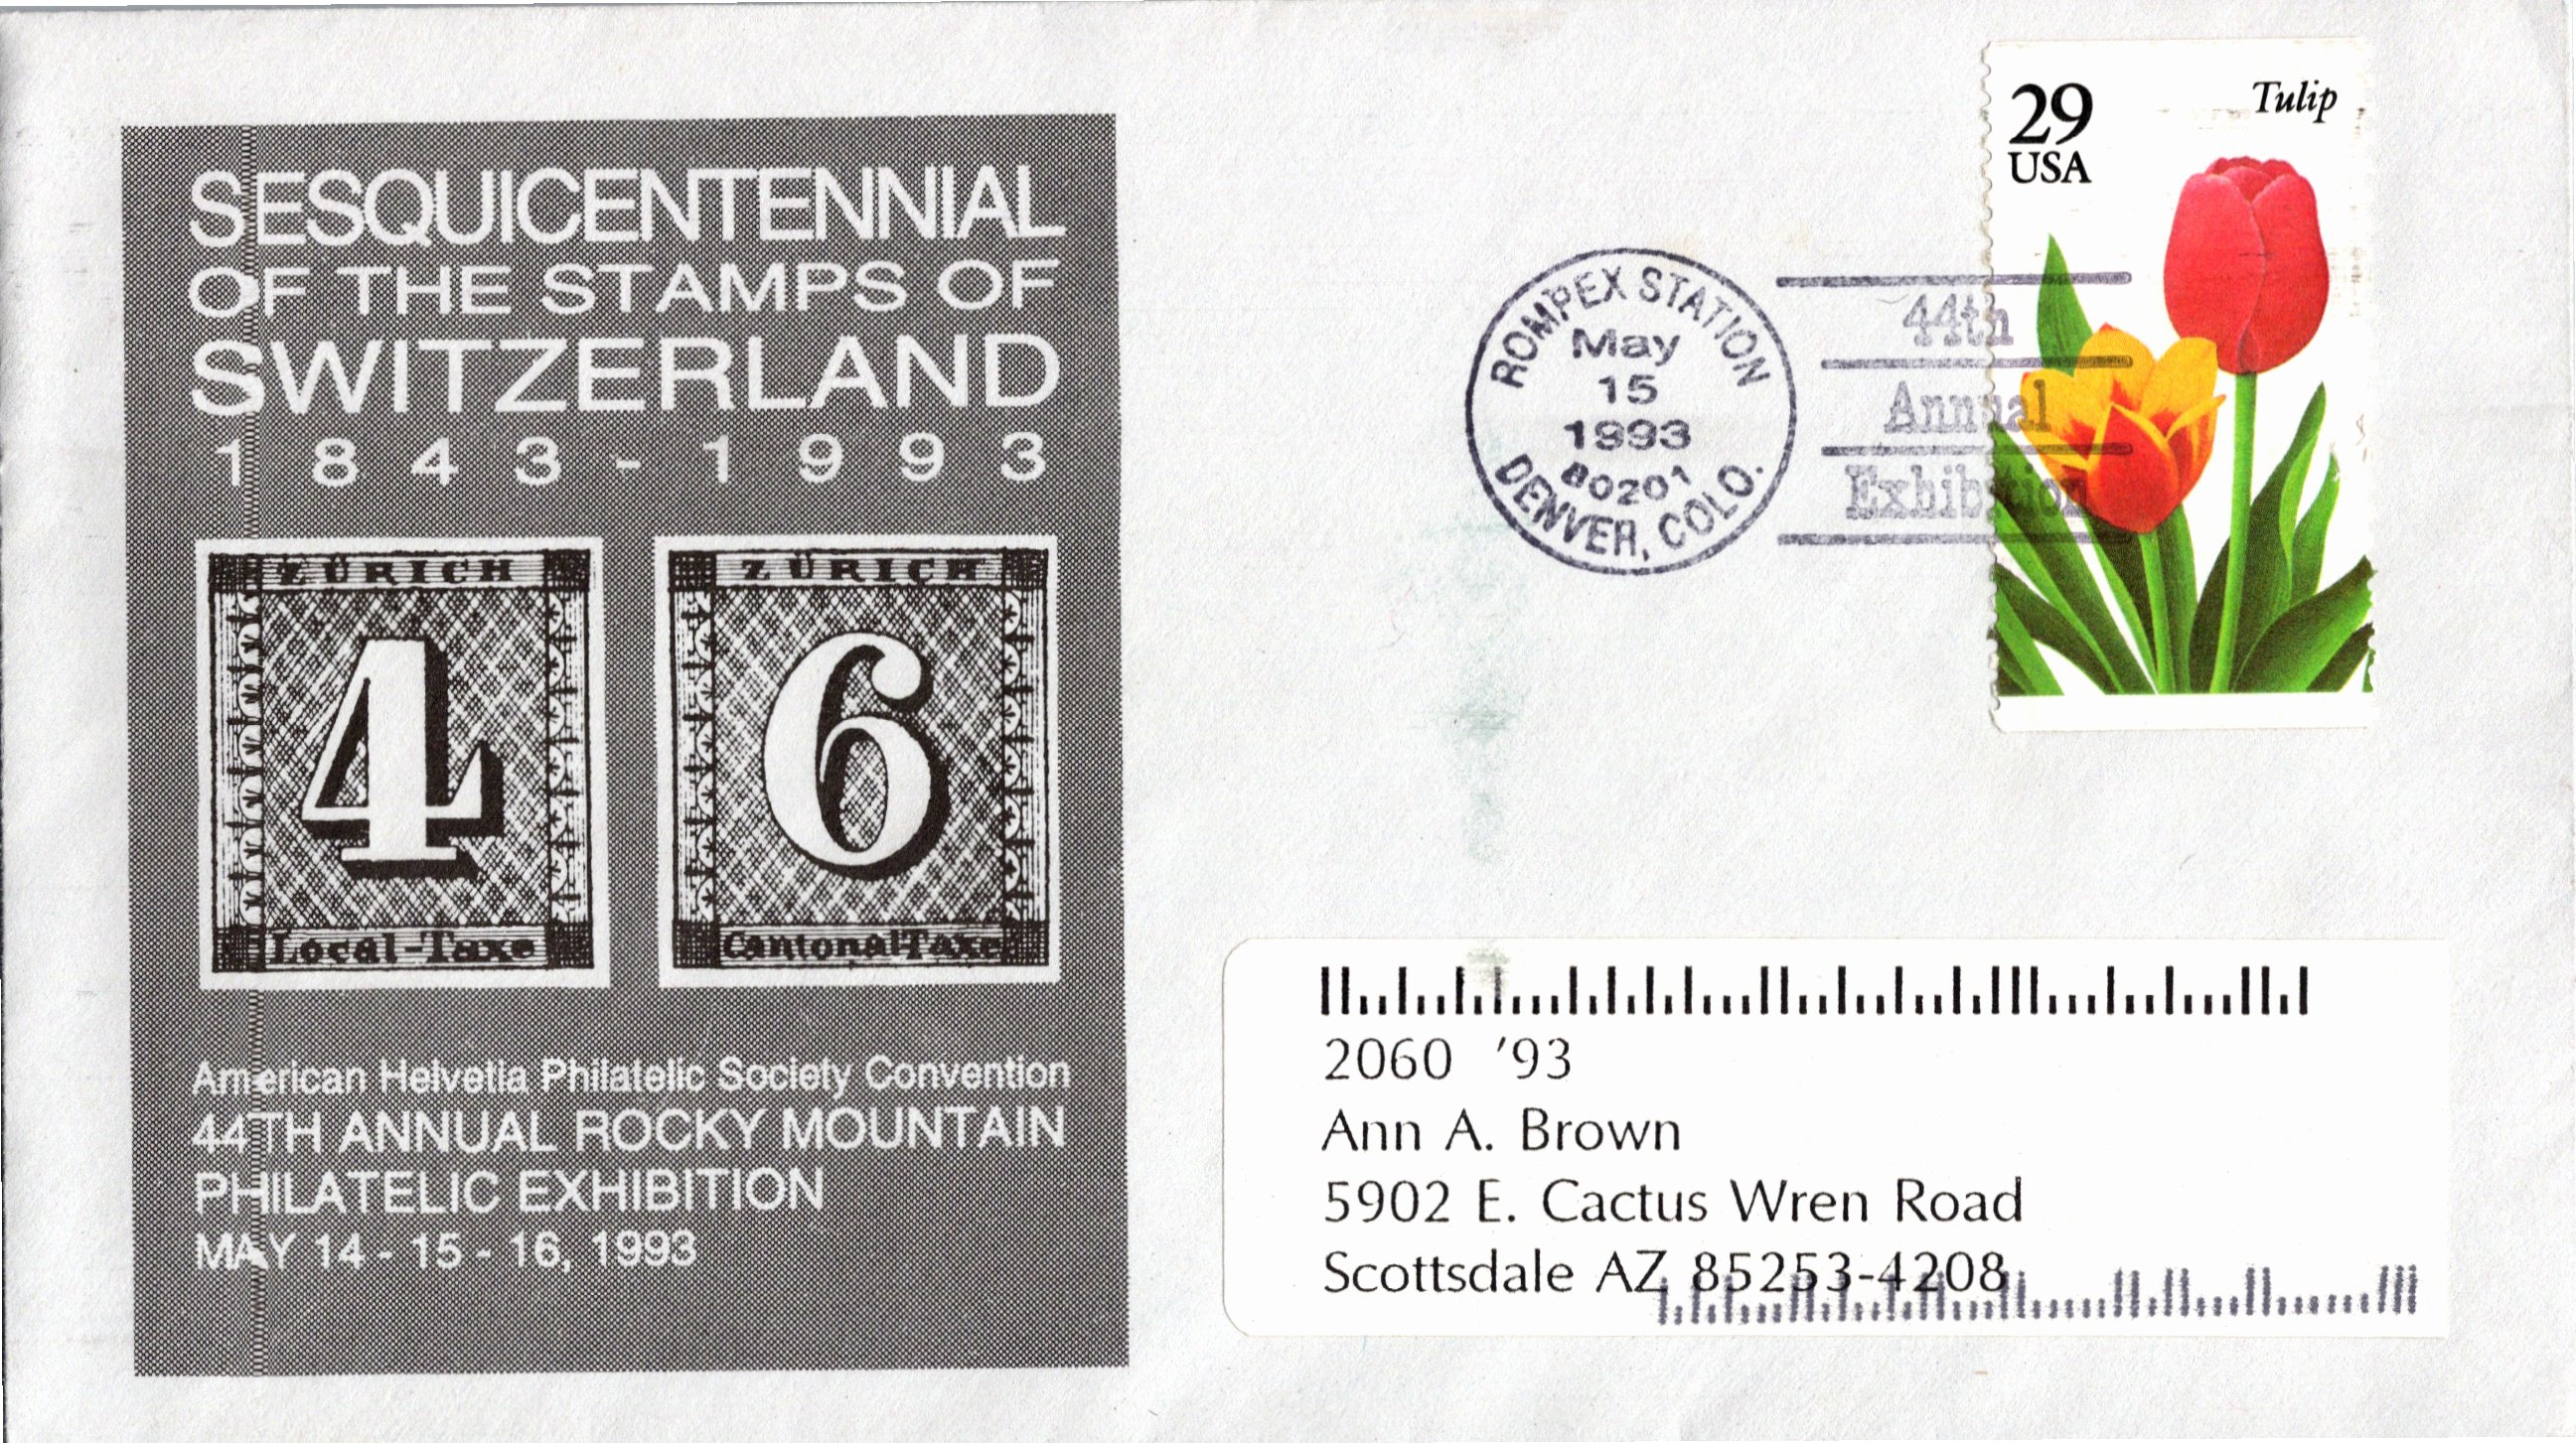 SESQUICENTENNIAL
OF THE STAMPS OF
SWITZERLAND
1843-1993
ZÜRICH
4
Local-Taxe
ZÜRICH
6
Cantonal Taxe
American Helvetia Philatelic Society Convention
44TH ANNUAL ROCKY MOUNTAIN
PHILATELIC EXHIBITION
MAY 14 - 15 - 16, 1993
ROMPEX STATION
May
15
1993
80201
DENVER, COLO.
44th
Annual
Exhibition
29
USA
Tulip
2060 '93
Ann A. Brown
5902 E. Cactus Wren Road
Scottsdale AZ 85253-4208